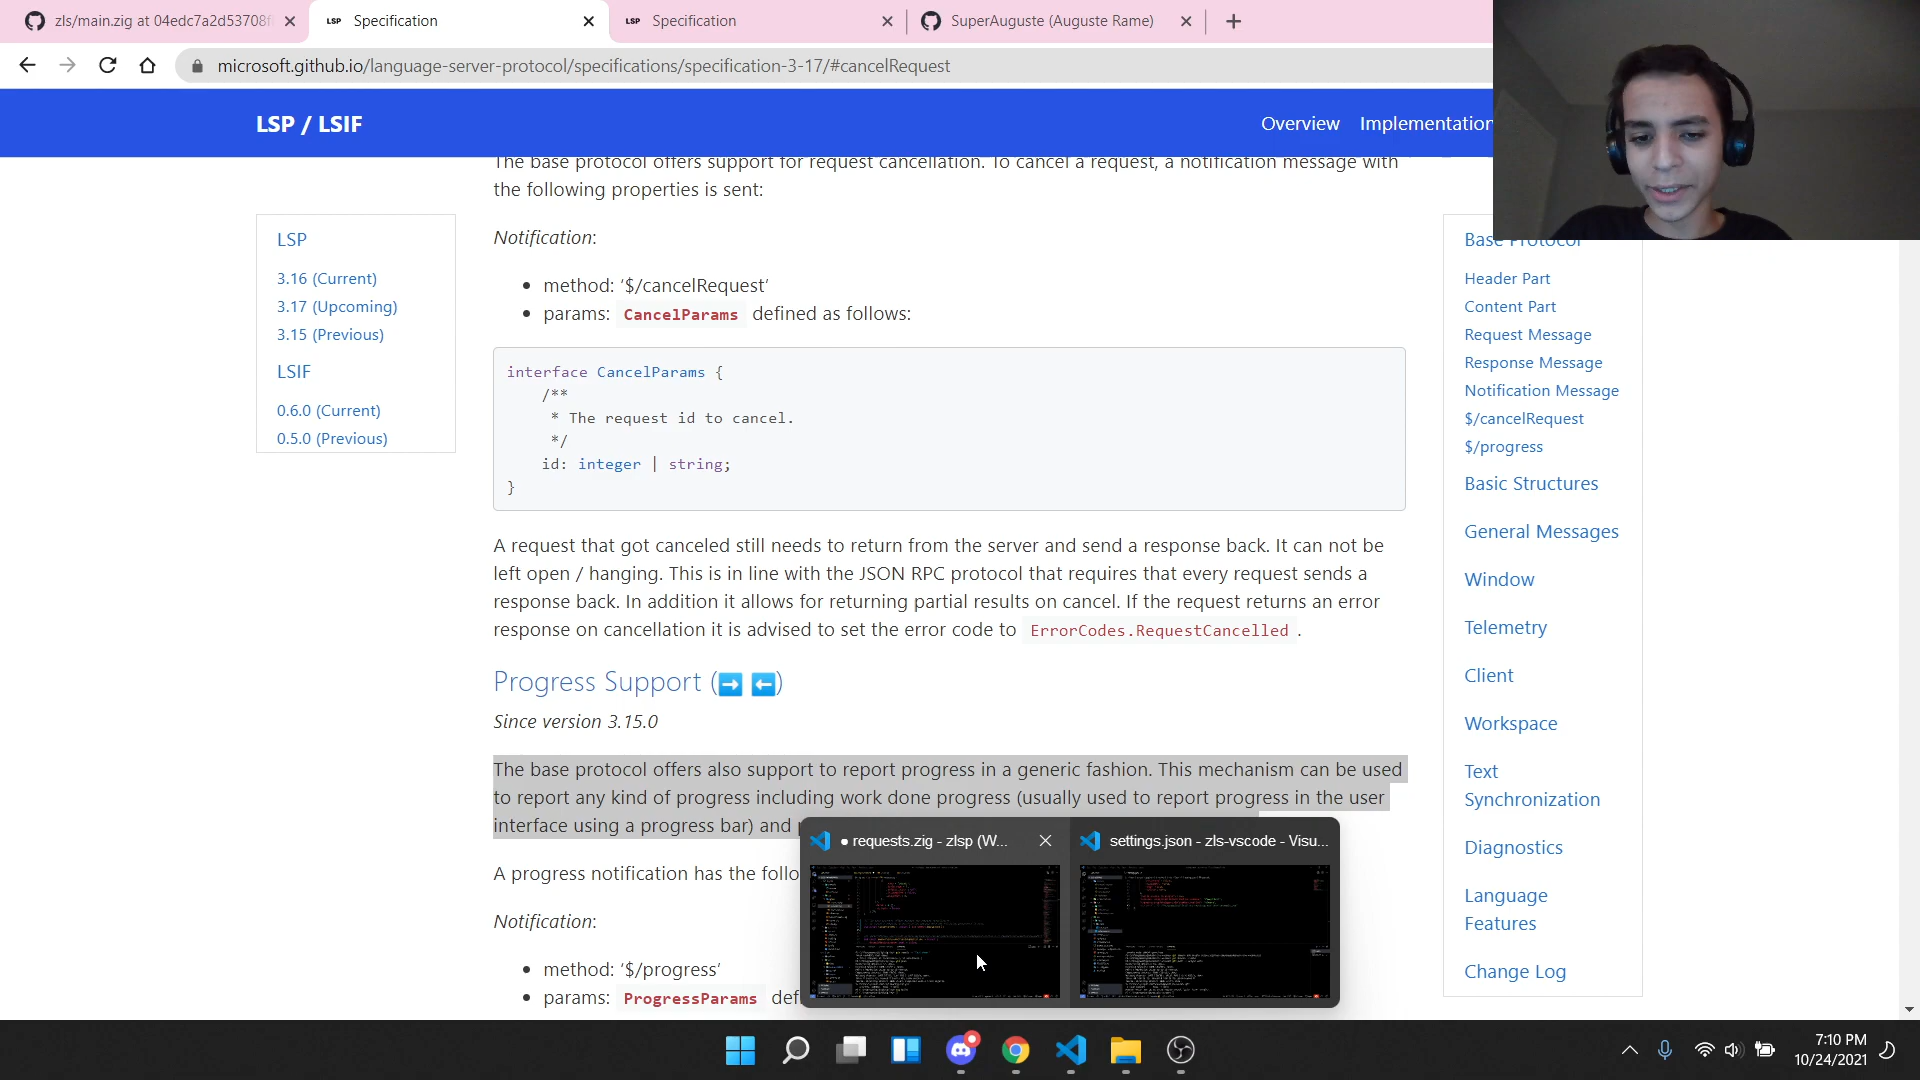 zls/main.zig at 04edc7a2d53708f
LSP Specification
LSP Specification
SuperAuguste (Auguste Rame)
microsoft.github.io/language-server-protocol/specifications/specification-3-17/#cancelRequest
LSP / LSIF
Overview
Implementation
The base protocol offers support for request cancellation. To cancel a request, a notification message with
the following properties is sent:
Notification:
• method: ‘$/cancelRequest’
• params: CancelParams defined as follows:
interface CancelParams {
/**
* The request id to cancel.
*/
id: integer | string;
}
A request that got canceled still needs to return from the server and send a response back. It can not be
left open / hanging. This is in line with the JSON RPC protocol that requires that every request sends a
response back. In addition it allows for returning partial results on cancel. If the request returns an error
response on cancellation it is advised to set the error code to ErrorCodes.RequestCancelled .
Progress Support (➡️ ⬅️)
Since version 3.15.0
The base protocol offers also support to report progress in a generic fashion. This mechanism can be used
to report any kind of progress including work done progress (usually used to report progress in the user
interface using a progress bar) and
A progress notification has the follo
Notification:
• method: ‘$/progress’
• params: ProgressParams defi
LSP
3.16 (Current)
3.17 (Upcoming)
3.15 (Previous)
LSIF
0.6.0 (Current)
0.5.0 (Previous)
Base Protocol
Header Part
Content Part
Request Message
Response Message
Notification Message
$/cancelRequest
$/progress
Basic Structures
General Messages
Window
Telemetry
Client
Workspace
Text
Synchronization
Diagnostics
Language
Features
Change Log
● requests.zig - zlsp (W...
settings.json - zls-vscode - Visu...
7:10 PM
10/24/2021